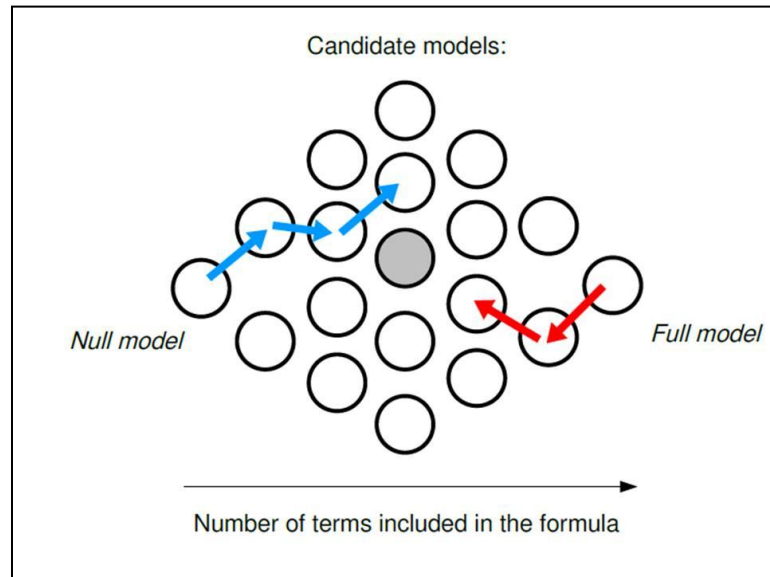 Candidate models:
Null model
Full model
Number of terms included in the formula